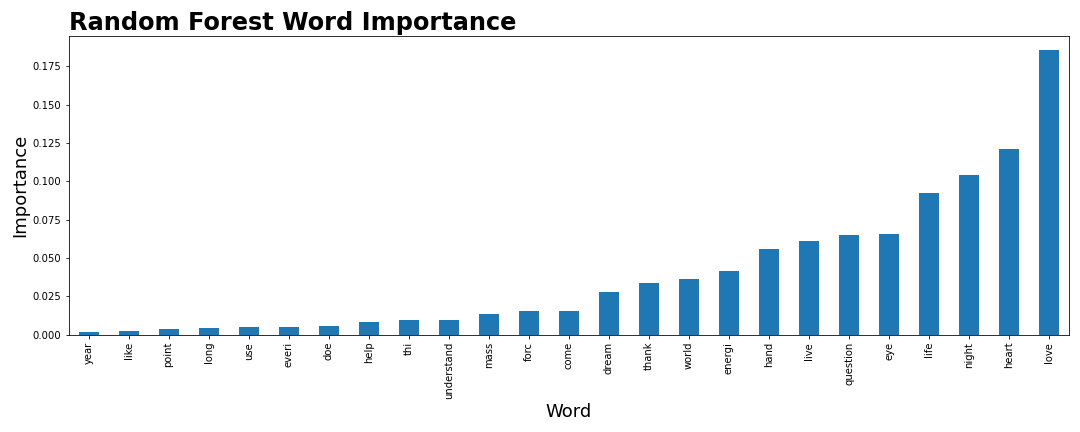 Random Forest Word Importance
Importance
0.175
0.150
0.125
0.100
0.075
0.050
0.025
0.000
year
like
point
long
use
everi
doe
help
thi
understand
mass
forc
come
dream
thank
world
energi
hand
live
question
eye
life
night
heart
love
Word